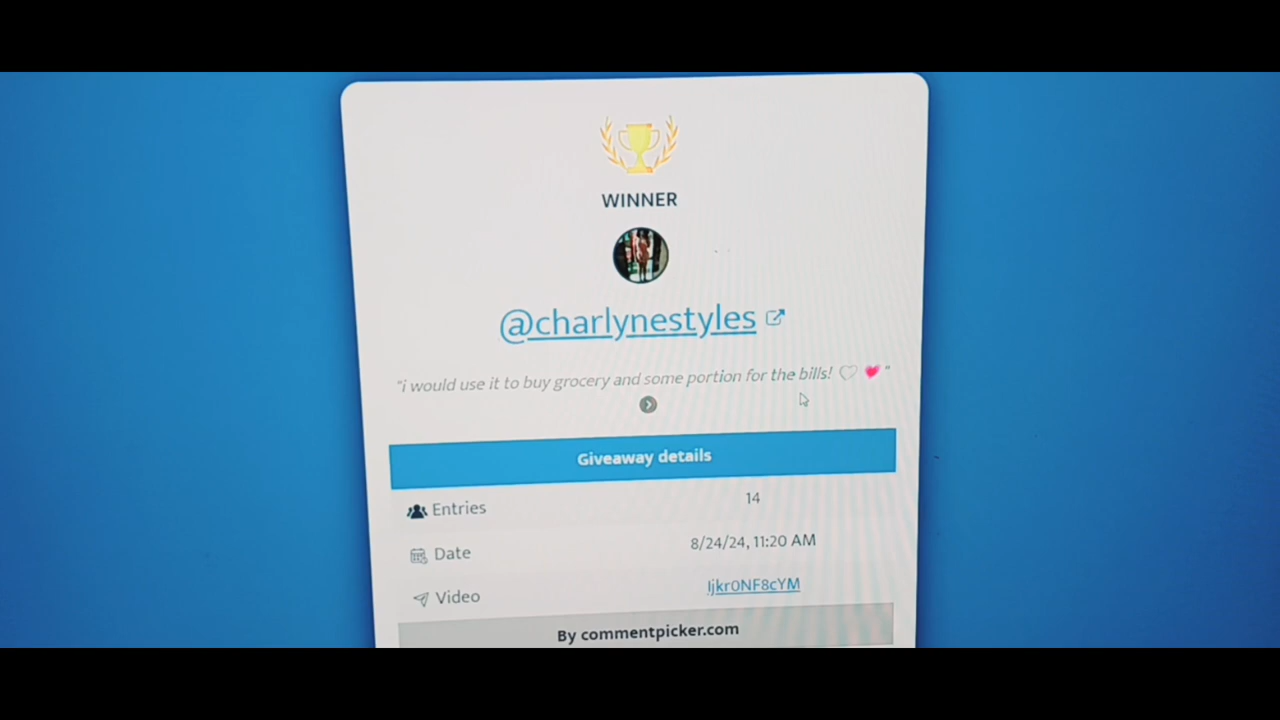 WINNER
@charlynestyles
"i would use it to buy grocery and some portion for the bills! 🤍 💗 "
Giveaway details
Entries 14
Date 8/24/24, 11:20 AM
Video ljkr0NF8cYM
By commentpicker.com